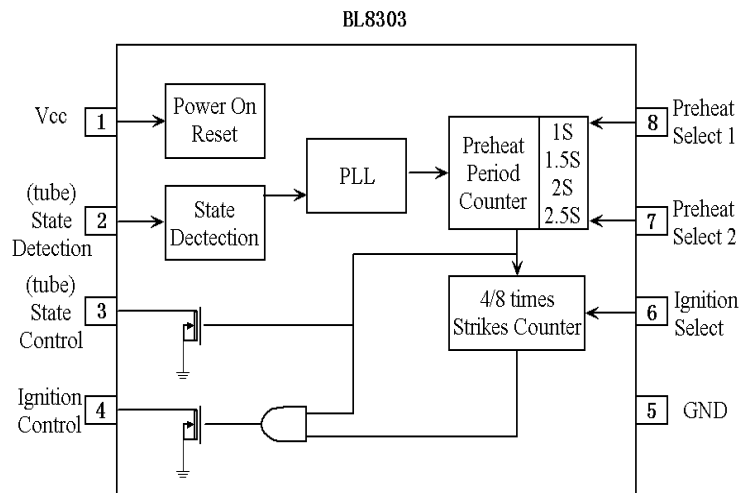 BL8303
Vcc
1
Power On
Reset
(tube)
State
Detection
2
State
Dectection
PLL
Preheat
Period
Counter
1S
1.5S
2S
2.5S
8
Preheat
Select 1
7
Preheat
Select 2
(tube)
State
Control
3
4/8 times
Strikes Counter
6
Ignition
Select
Ignition
Control
4
5
GND